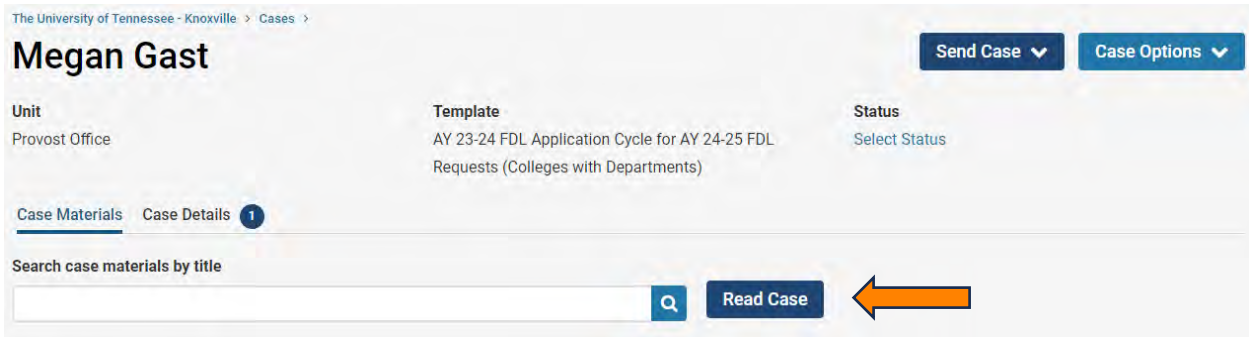 The University of Tennessee - Knoxville > Cases >
Megan Gast
Send Case
Case Options
Unit
Provost Office
Template
AY 23-24 FDL Application Cycle for AY 24-25 FDL
Requests (Colleges with Departments)
Status
Select Status
Case Materials
Case Details 1
Search case materials by title
Read Case